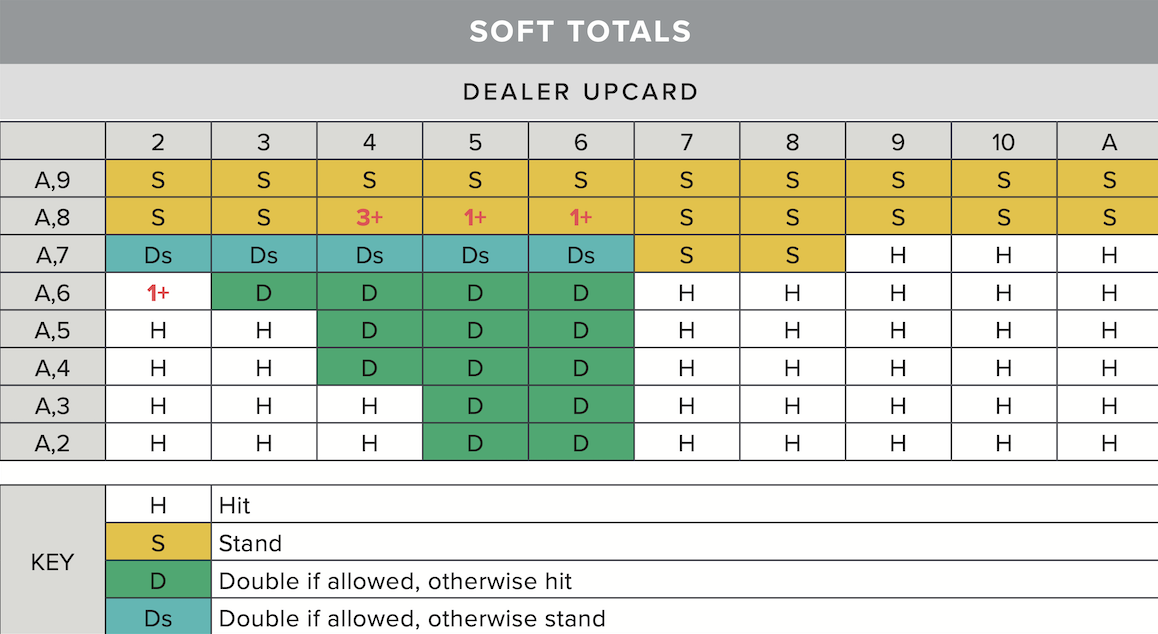 SOFT TOTALS
DEALER UPCARD
2 3 4 5 6 7 8 9 10 A
A,9 S S S S S S S S S S
A,8 S S 3+ 1+ 1+ S S S S S
A,7 Ds Ds Ds Ds Ds S S H H H
A,6 1+ D D D D H H H H H
A,5 H H D D D H H H H H
A,4 H H D D D H H H H H
A,3 H H H D D H H H H H
A,2 H H H D D H H H H H
KEY
H Hit
S Stand
D Double if allowed, otherwise hit
Ds Double if allowed, otherwise stand